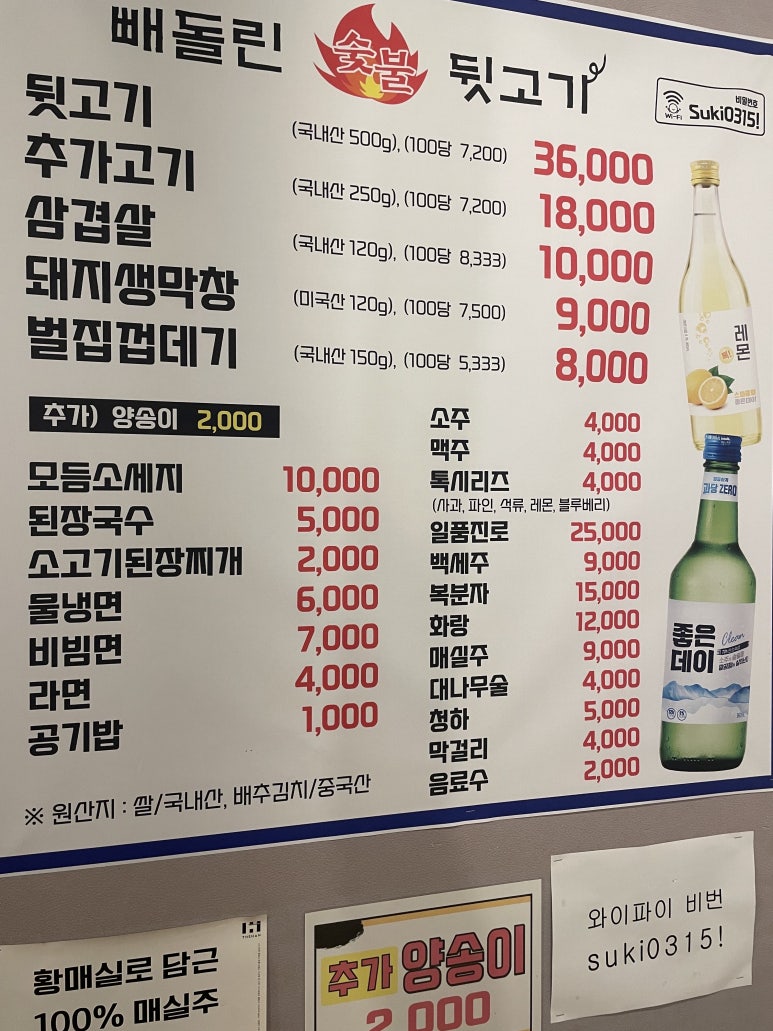 빼돌린 숯불 뒷고기
비밀번호
Wi-Fi Suki0315!
뒷고기 (국내산 500g), (100당 7,200) 36,000
추가고기 (국내산 250g), (100당 7,200) 18,000
삼겹살 (국내산 120g), (100당 8,333) 10,000
돼지생막창 (미국산 120g), (100당 7,500) 9,000
벌집껍데기 (국내산 150g), (100당 5,333) 8,000
추가) 양송이 2,000
모듬소세지 10,000
된장국수 5,000
소고기된장찌개 2,000
물냉면 6,000
비빔면 7,000
라면 4,000
공기밥 1,000
소주 4,000
맥주 4,000
톡시리즈 4,000
(사과, 파인, 석류, 레몬, 블루베리)
일품진로 25,000
백세주 9,000
복분자 15,000
화랑 12,000
매실주 9,000
대나무술 4,000
청하 5,000
막걸리 4,000
음료수 2,000
레몬
과당 ZERO
좋은
데이
Clean
※ 원산지 : 쌀/국내산, 배추김치/중국산
황매실로 담근
100% 매실주
추가 양송이
2,000
와이파이 비번
suki0315!